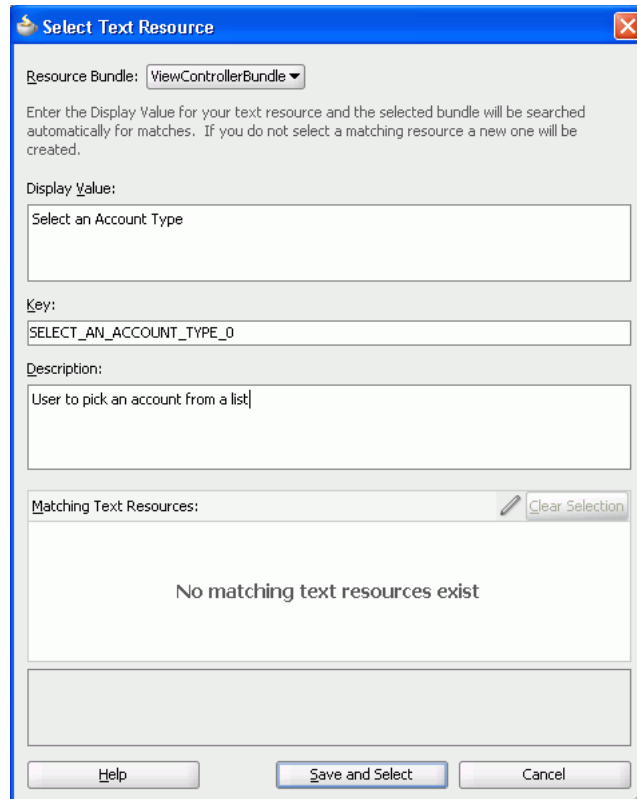 Select Text Resource
Resource Bundle: ViewControllerBundle
Enter the Display Value for your text resource and the selected bundle will be searched
automatically for matches. If you do not select a matching resource a new one will be
created.
Display Value:
Select an Account Type
Key:
SELECT_AN_ACCOUNT_TYPE_0
Description:
User to pick an account from a list
Matching Text Resources:
Clear Selection
No matching text resources exist
Help
Save and Select
Cancel